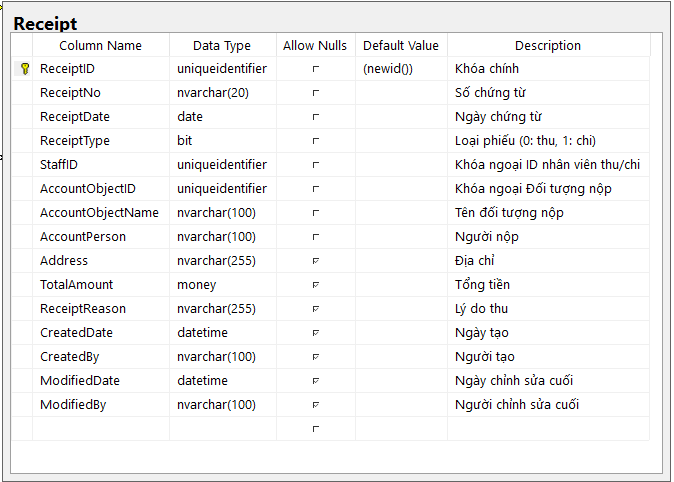 Receipt
Column Name Data Type Allow Nulls Default Value Description
ReceiptID uniqueidentifier (newid()) Khóa chính
ReceiptNo nvarchar(20) Số chứng từ
ReceiptDate date Ngày chứng từ
ReceiptType bit Loại phiếu (0: thu, 1: chi)
StaffID uniqueidentifier Khóa ngoại ID nhân viên thu/chi
AccountObjectID uniqueidentifier Khóa ngoại Đối tượng nộp
AccountObjectName nvarchar(100) Tên đối tượng nộp
AccountPerson nvarchar(100) Người nộp
Address nvarchar(255) Địa chỉ
TotalAmount money Tổng tiền
ReceiptReason nvarchar(255) Lý do thu
CreatedDate datetime Ngày tạo
CreatedBy nvarchar(100) Người tạo
ModifiedDate datetime Ngày chỉnh sửa cuối
ModifiedBy nvarchar(100) Người chỉnh sửa cuối